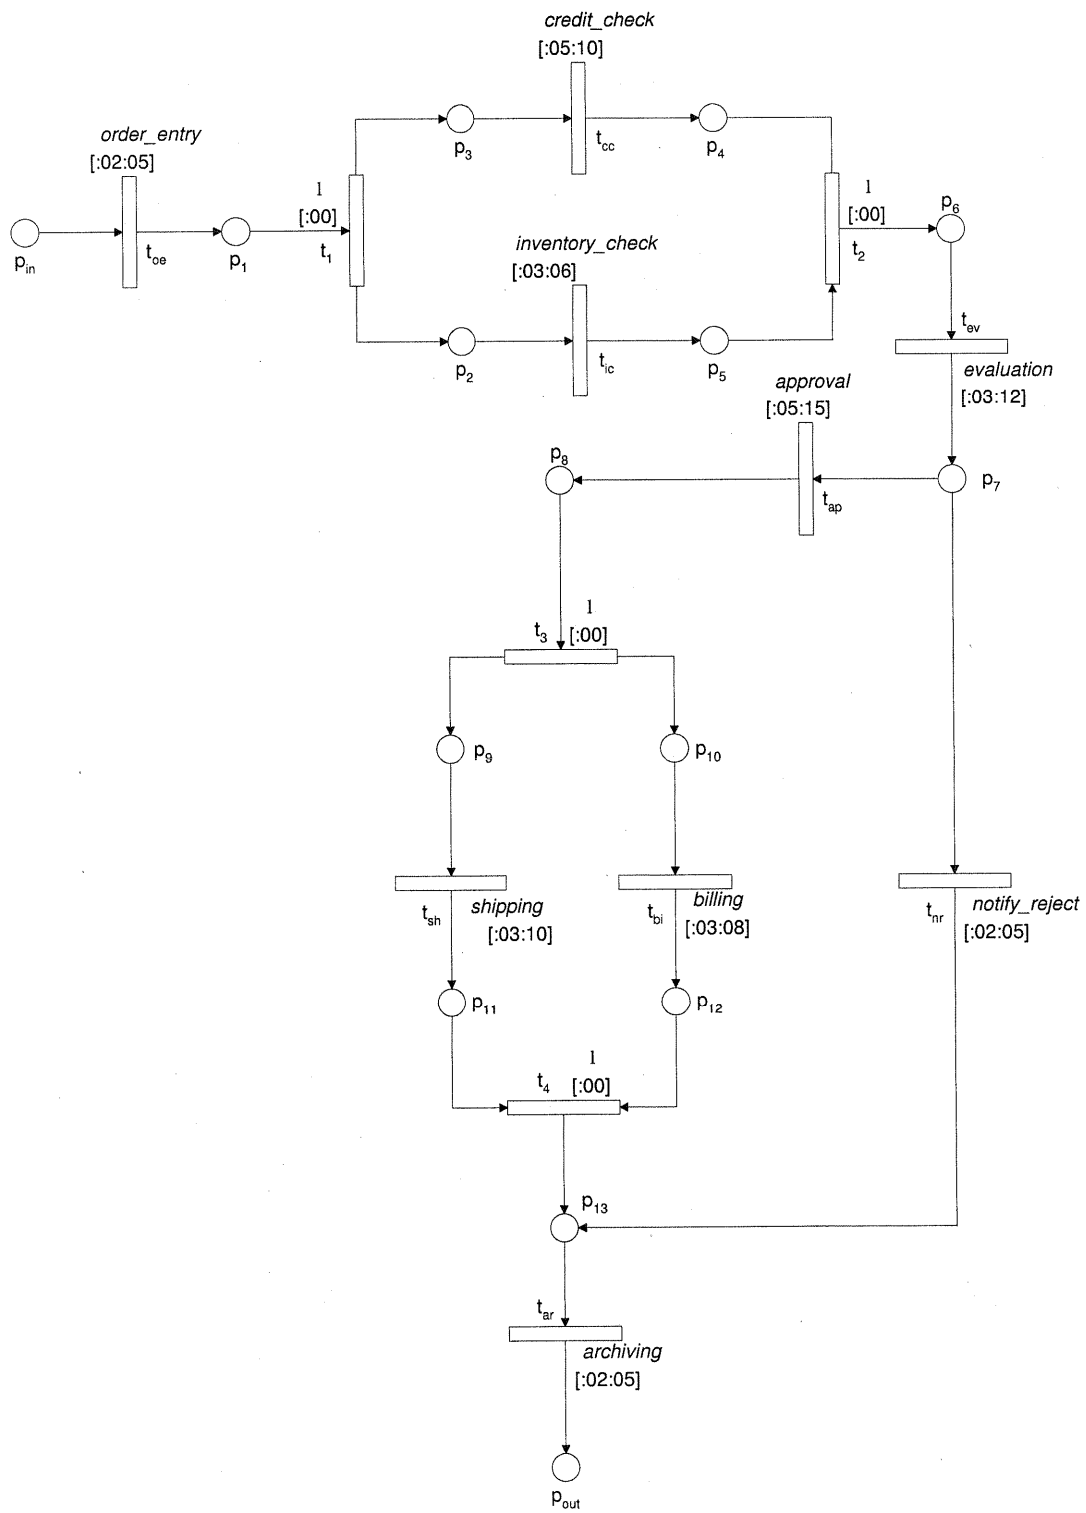 credit_check
[:05:10]
order_entry
[:02:05]
p3
tcc
p4
1
[:00]
t1
1
[:00]
t2
p6
pin
toe
p1
inventory_check
[:03:06]
p2
tic
p5
tev
evaluation
[:03:12]
approval
[:05:15]
p8
tap
p7
1
t3 [:00]
p9
p10
tsh
shipping
[:03:10]
tbi
billing
[:03:08]
tnr
notify_reject
[:02:05]
p11
p12
1
t4 [:00]
p13
tar
archiving
[:02:05]
pout